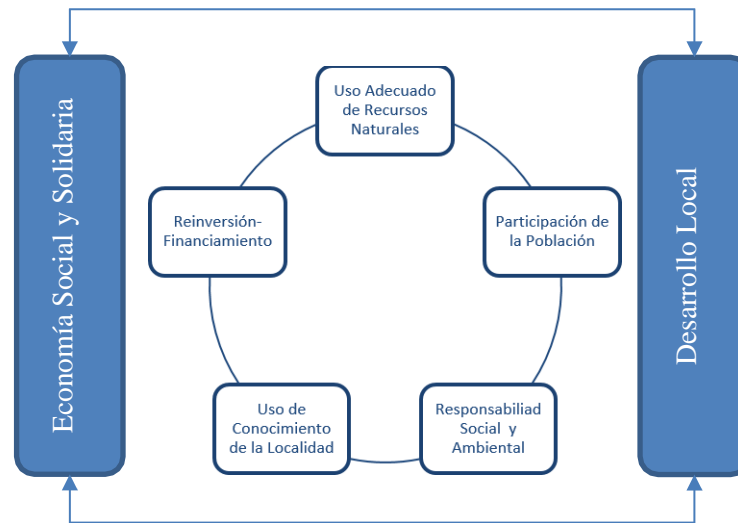 Economía Social y Solidaria
Uso Adecuado
de Recursos
Naturales
Reinversión-
Financiamiento
Participación de
la Población
Uso de
Conocimiento
de la Localidad
Responsabiliad
Social y
Ambiental
Desarrollo Local